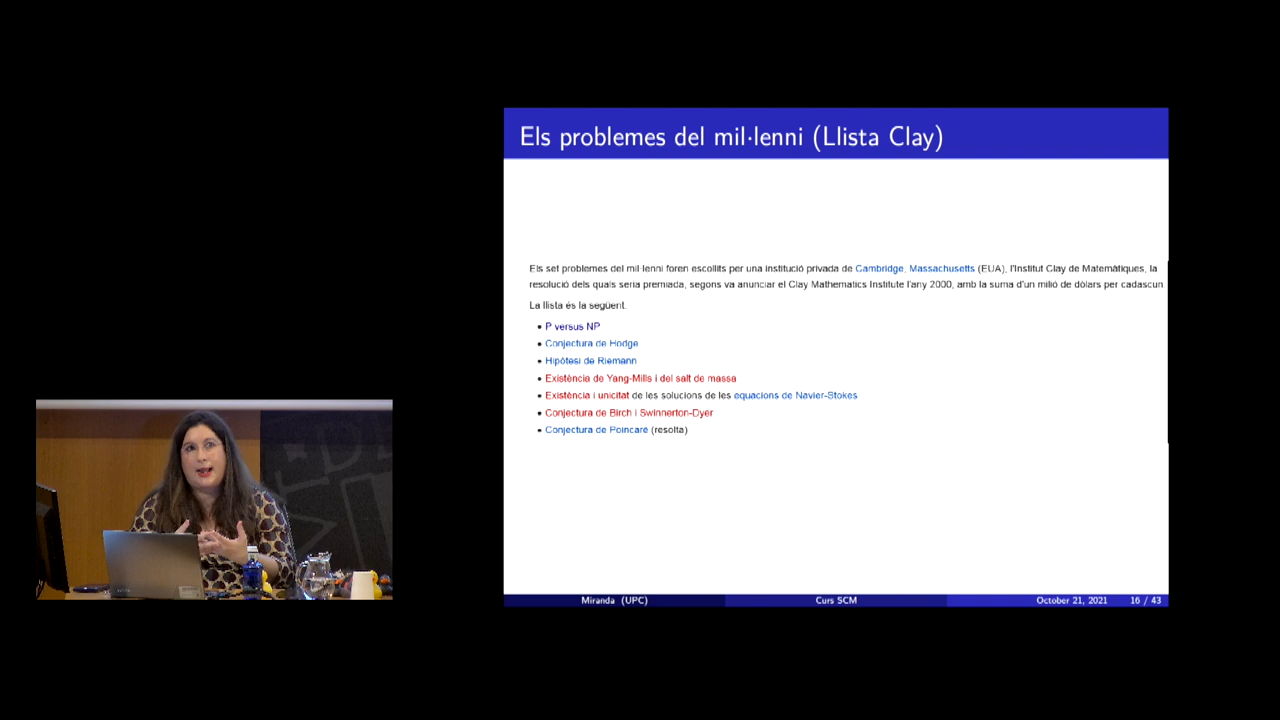 Els problemes del mil·lenni (Llista Clay)
Els set problemes del mil·lenni foren escollits per una institució privada de Cambridge, Massachusetts (EUA), l'Institut Clay de Matemàtiques, la
resolució dels quals seria premiada, segons va anunciar el Clay Mathematics Institute l'any 2000, amb la suma d'un milió de dòlars per cadascun
La llista és la següent.
• P versus NP
• Conjectura de Hodge
• Hipòtesi de Riemann
• Existència de Yang-Mills i del salt de massa
• Existència i unicitat de les solucions de les equacions de Navier-Stokes
• Conjectura de Birch i Swinnerton-Dyer
• Conjectura de Poincaré (resolta)
Miranda (UPC) Curs SCM October 21, 2021 16 / 43